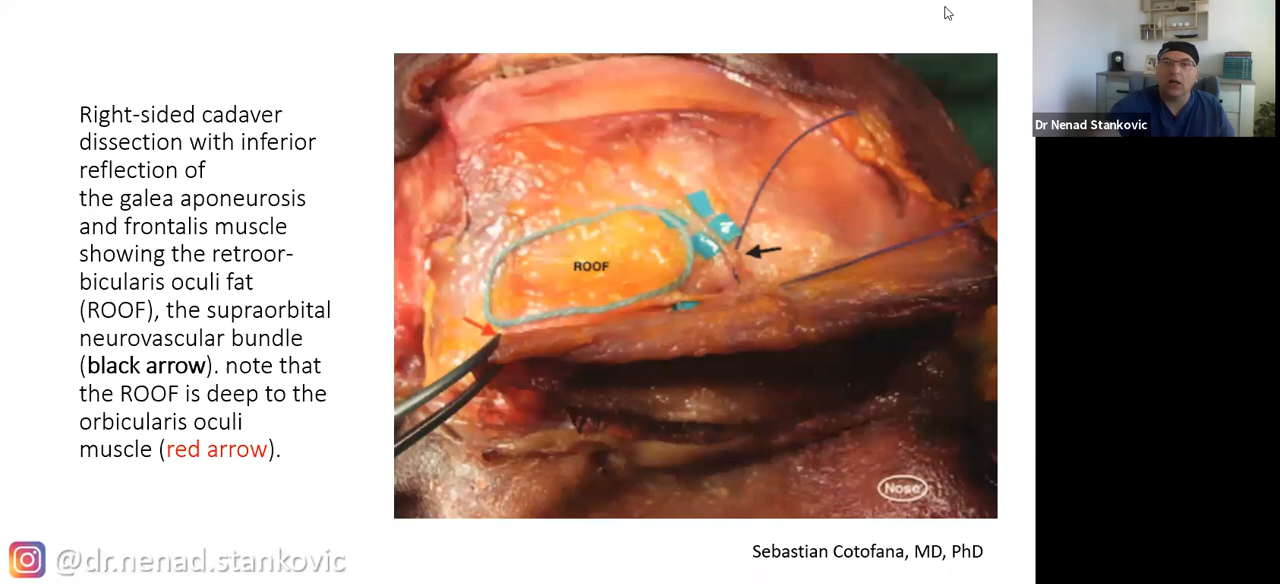 Right-sided cadaver
dissection with inferior
reflection of
the galea aponeurosis
and frontalis muscle
showing the retroor-
bicularis oculi fat
(ROOF), the supraorbital
neurovascular bundle
(black arrow). note that
the ROOF is deep to the
orbicularis oculi
muscle (red arrow).
ROOF
Nose
Sebastian Cotofana, MD, PhD
@dr.nenad.stankovic
Dr Nenad Stankovic